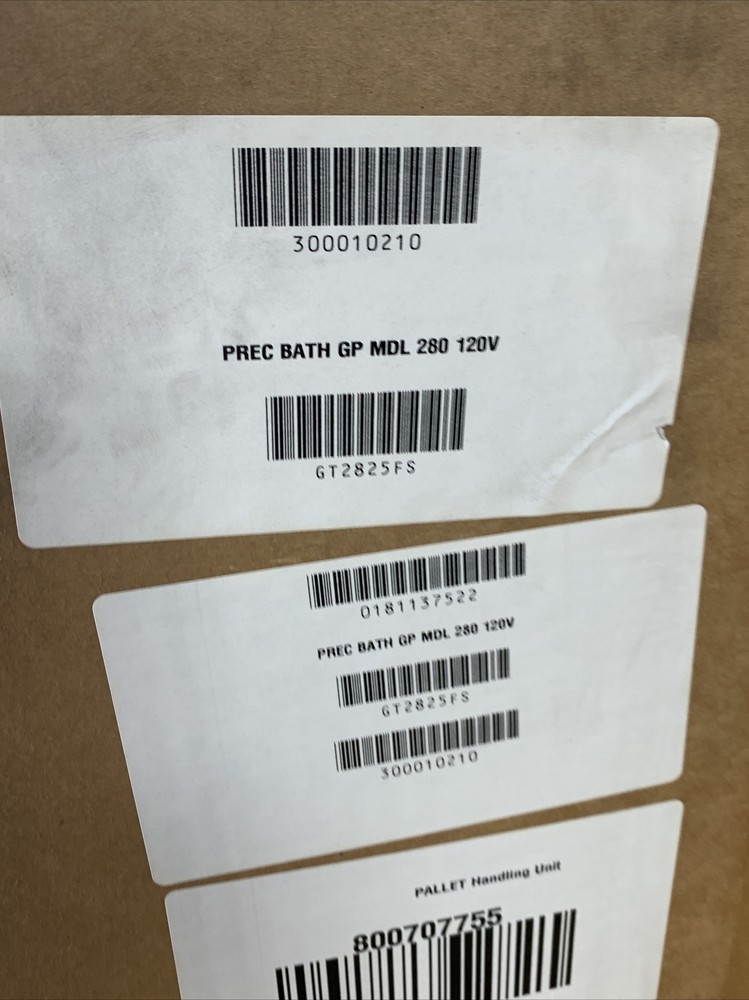 300010210
PREC BATH GP MDL 280 120V
GT2825FS
0181137522
PREC BATH GP MDL 280 120V
GT2825FS
300010210
PALLET Handling Unit
800707755